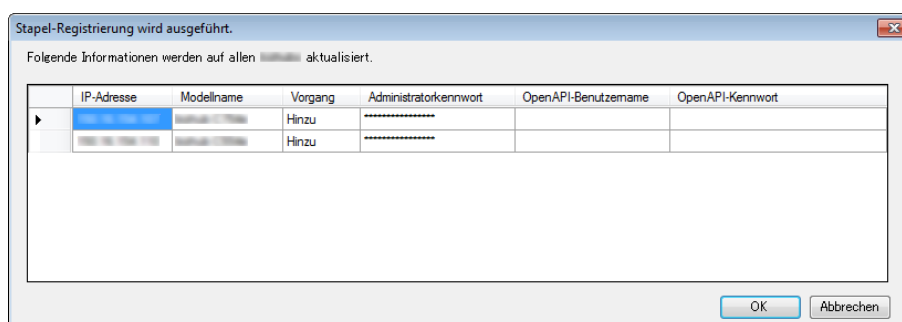 Stapel-Registrierung wird ausgeführt.
Folgende Informationen werden auf allen aktualisiert.
IP-Adresse Modellname Vorgang Administratorkennwort OpenAPI-Benutzername OpenAPI-Kennwort
Hinzu ****************
Hinzu ****************
OK Abbrechen